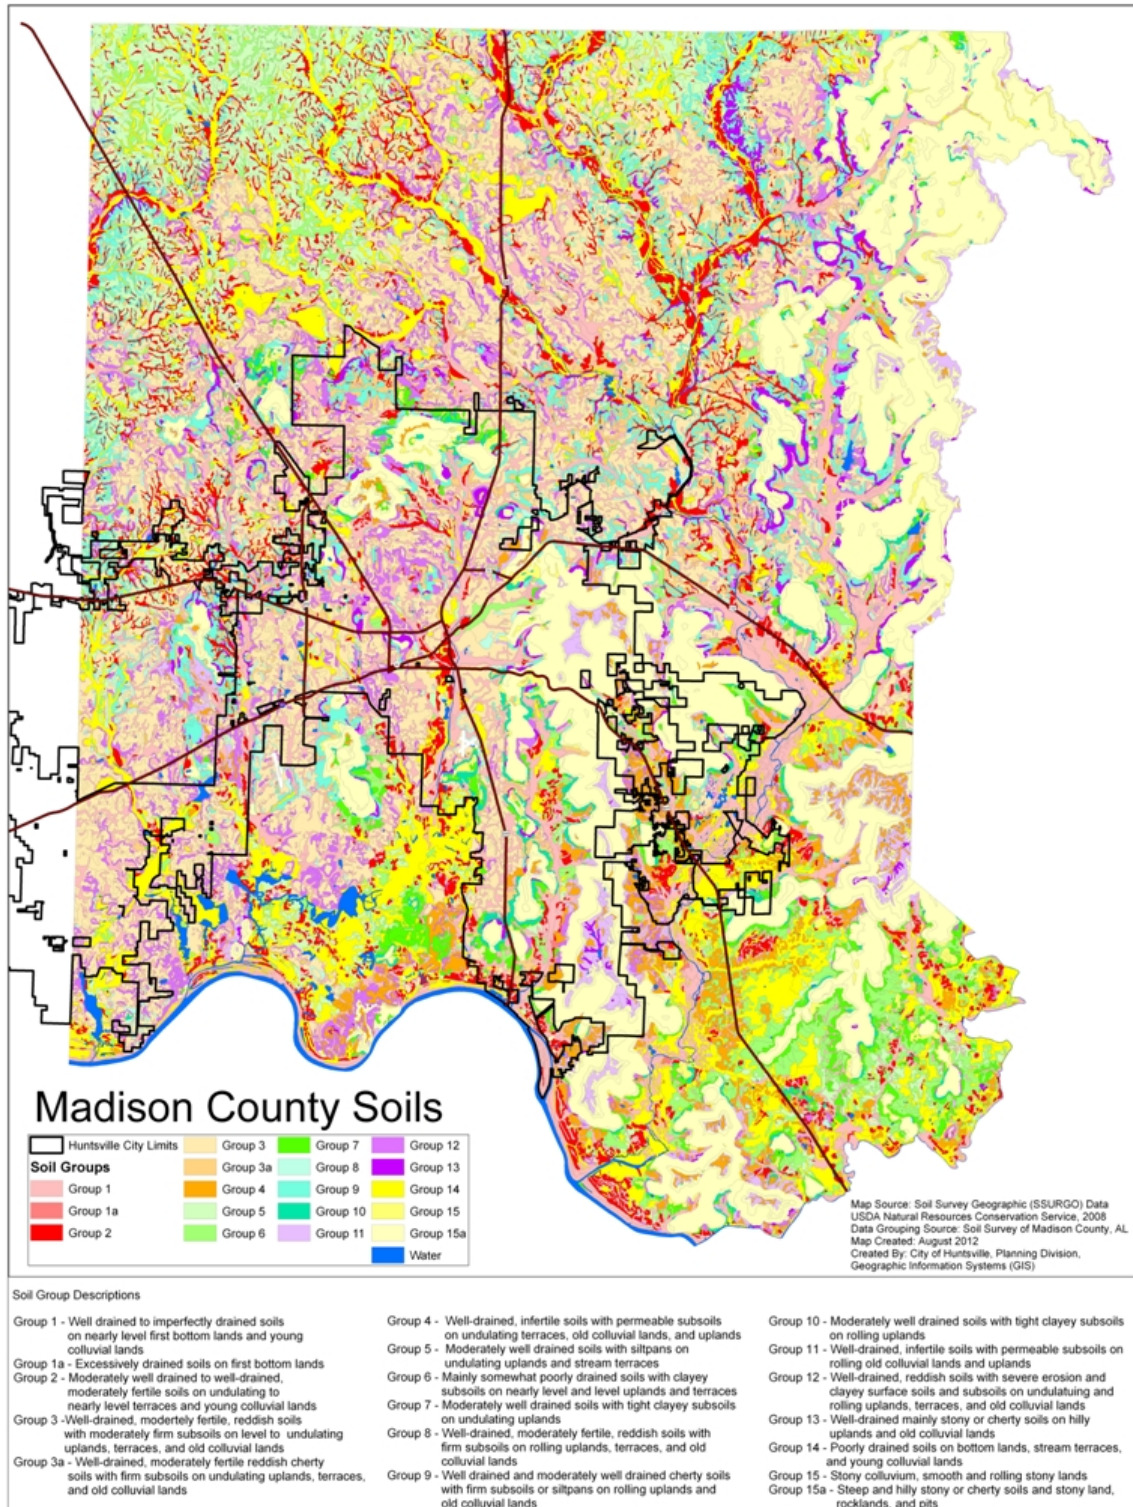 Madison County Soils
Huntsville City Limits
Soil Groups
Group 1
Group 1a
Group 2
Group 3
Group 3a
Group 4
Group 5
Group 6
Group 7
Group 8
Group 9
Group 10
Group 11
Group 12
Group 13
Group 14
Group 15
Group 15a
Water
Map Source: Soil Survey Geographic (SSURGO) Data
USDA Natural Resources Conservation Service, 2008
Data Grouping Source: Soil Survey of Madison County, AL
Map Created: August 2012
Created By: City of Huntsville, Planning Division,
Geographic Information Systems (GIS)
Soil Group Descriptions
Group 1 - Well drained to imperfectly drained soils
on nearly level first bottom lands and young
colluvial lands
Group 1a - Excessively drained soils on first bottom lands
Group 2 - Moderately well drained to well-drained,
moderately fertile soils on undulating to
nearly level terraces and young colluvial lands
Group 3 -Well-drained, modertely fertile, reddish soils
with moderately firm subsoils on level to undulating
uplands, terraces, and old colluvial lands
Group 3a - Well-drained, moderately fertile reddish cherty
soils with firm subsoils on undulating uplands, terraces,
and old colluvial lands
Group 4 - Well-drained, infertile soils with permeable subsoils
on undulating terraces, old colluvial lands, and uplands
Group 5 - Moderately well drained soils with siltpans on
undulating uplands and stream terraces
Group 6 - Mainly somewhat poorly drained soils with clayey
subsoils on nearly level and level uplands and terraces
Group 7 - Moderately well drained soils with tight clayey subsoils
on undulating uplands
Group 8 - Well-drained, moderately fertile, reddish soils with
firm subsoils on rolling uplands, terraces, and old
colluvial lands
Group 9 - Well drained and moderately well drained cherty soils
with firm subsoils or siltpans on rolling uplands and
old colluvial lands
Group 10 - Moderately well drained soils with tight clayey subsoils
on rolling uplands
Group 11 - Well-drained, infertile soils with permeable subsoils on
rolling old colluvial lands and uplands
Group 12 - Well-drained, reddish soils with severe erosion and
clayey surface soils and subsoils on undulatuing and
rolling uplands, terraces, and old colluvial lands
Group 13 - Well-drained mainly stony or cherty soils on hilly
uplands and old colluvial lands
Group 14 - Poorly drained soils on bottom lands, stream terraces,
and young colluvial lands
Group 15 - Stony colluvium, smooth and rolling stony lands
Group 15a - Steep and hilly stony or cherty soils and stony land,
rocklands, and pits